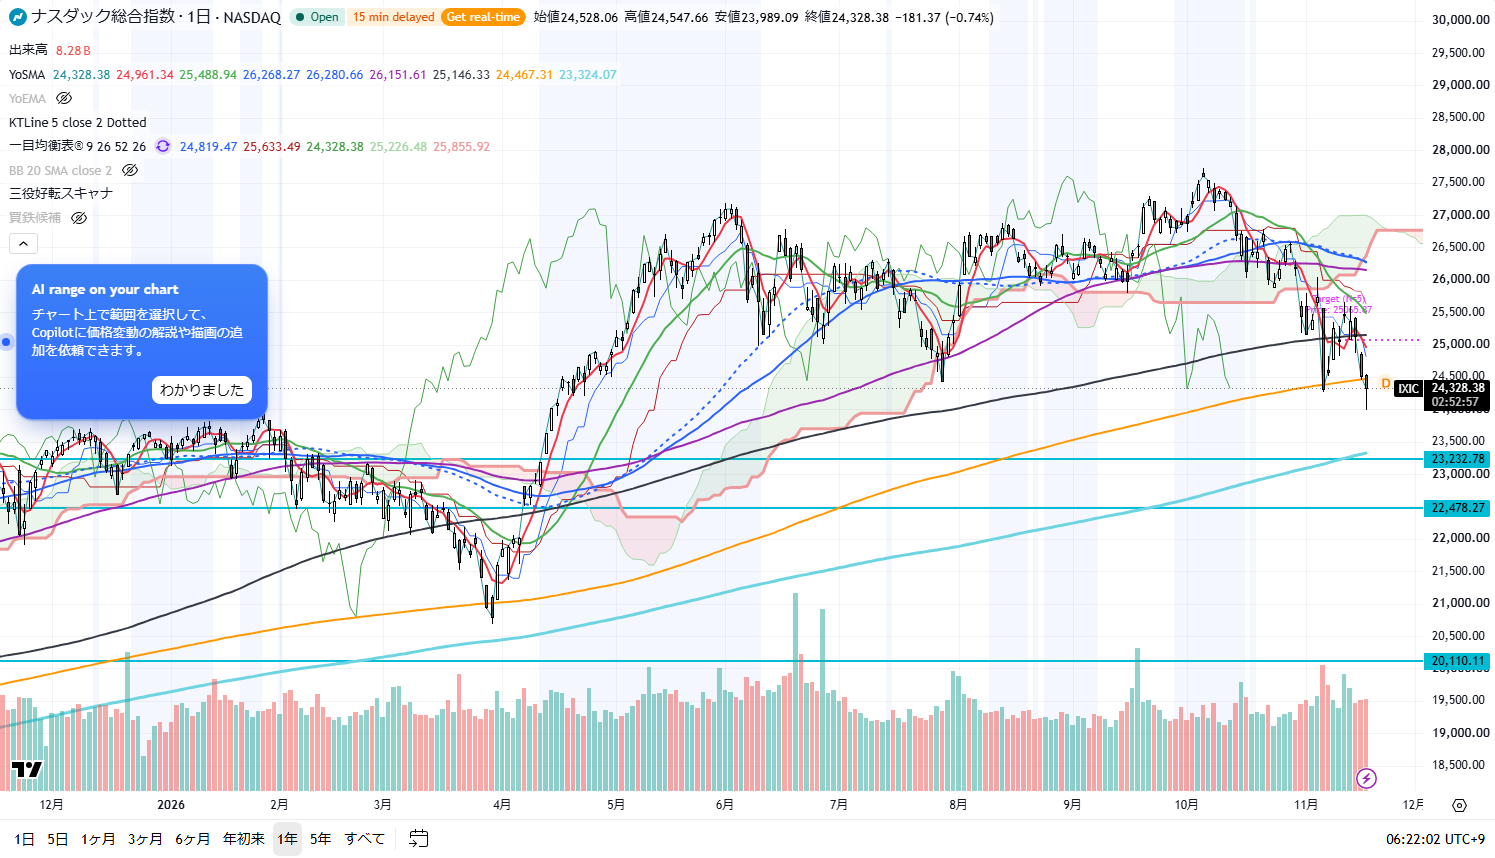 ナスダック総合指数 · 1日 · NASDAQ Open 15 min delayed Get real-time 始値24,528.06 高値24,547.66 安値23,989.09 終値24,328.38 −181.37 (−0.74%)
出来高 8.28 B
YoSMA 24,328.38 24,961.34 25,488.94 26,268.27 26,280.66 26,151.61 25,146.33 24,467.31 23,324.07
YoEMA
KTLine 5 close 2 Dotted
一目均衡表® 9 26 52 26 24,819.47 25,633.49 24,328.38 25,226.48 25,855.92
BB 20 SMA close 2
三役好転スキャナ
買鉄候補
AI range on your chart
チャート上で範囲を選択して、
Copilotに価格変動の解説や描画の追
加を依頼できます。
わかりました
30,000.00
29,500.00
29,000.00
28,500.00
28,000.00
27,500.00
27,000.00
26,500.00
26,000.00
25,500.00
25,000.00
24,500.00
D IXIC 24,328.38
02:52:57
23,500.00
23,232.78
23,000.00
22,478.27
22,000.00
21,500.00
21,000.00
20,500.00
20,110.11
19,500.00
19,000.00
18,500.00
12月 2026 2月 3月 4月 5月 6月 7月 8月 9月 10月 11月 12月
1日 5日 1ヶ月 3ヶ月 6ヶ月 年初来 1年 5年 すべて 06:22:02 UTC+9